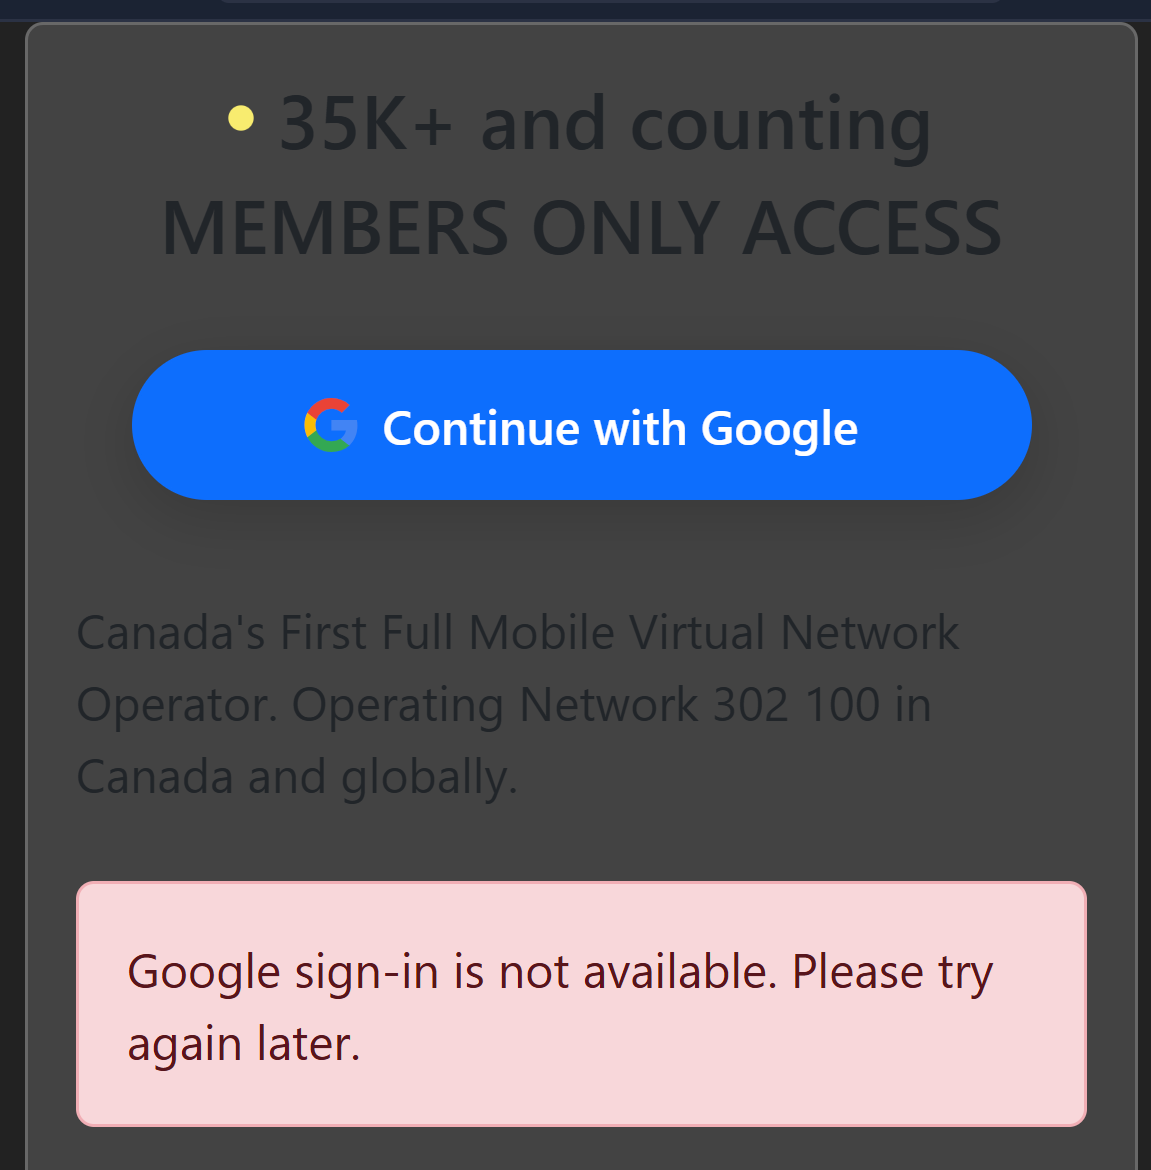 35K+ and counting
MEMBERS ONLY ACCESS
Continue with Google
Canada's First Full Mobile Virtual Network
Operator. Operating Network 302 100 in
Canada and globally.
Google sign-in is not available. Please try
again later.